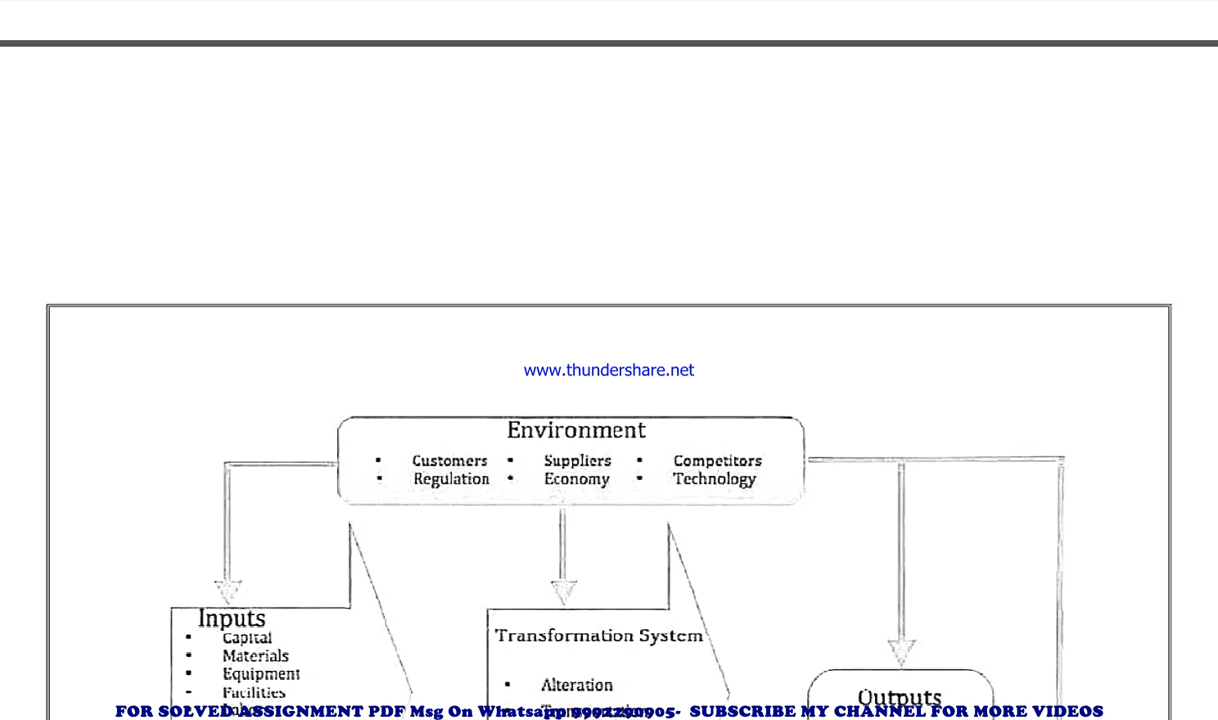 www.thundershare.net
Environment
• Customers • Suppliers • Competitors
• Regulation • Economy • Technology
Inputs
• Capital
• Materials
• Equipment
- Facilities
Transformation System
• Alteration
Outputs
FOR SOLVED ASSIGNMENT PDF Msg On Whatsapp 9992290905- SUBSCRIBE MY CHANNEL FOR MORE VIDEOS